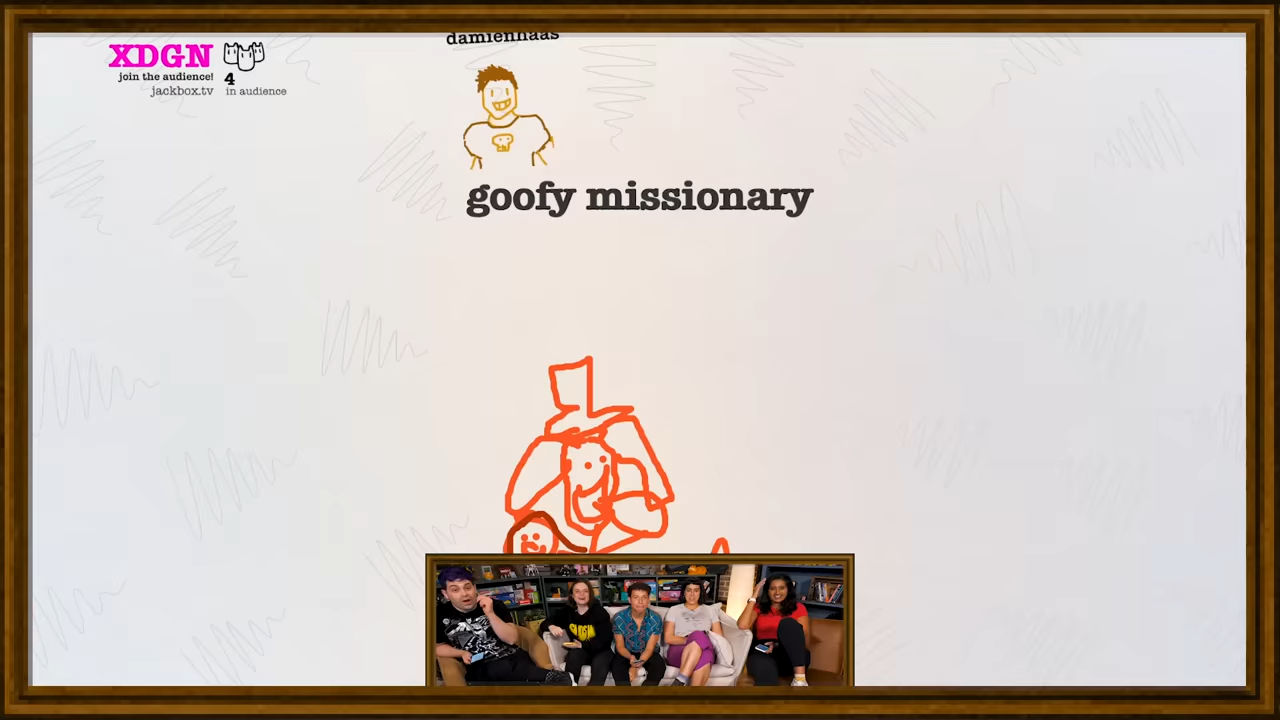 damienhaas
XDGN
join the audience!
jackbox.tv
4
in audience
goofy missionary